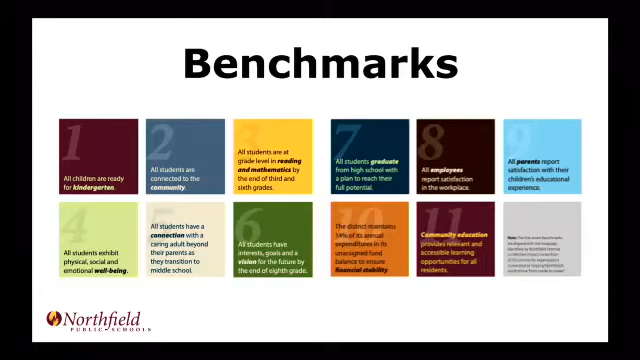 Benchmarks
1
All children are ready
for kindergarten.
2
All students are
connected to the
community.
3
All students are at
grade level in reading
and mathematics by
the end of third and
sixth grades.
7
All students graduate
from high school with
a plan to reach their
full potential.
8
All employees
report satisfaction
in the workplace.
9
All parents report
satisfaction with their
children's educational
experience.
4
All students exhibit
physical, social and
emotional well-being.
5
All students have a
connection with a
caring adult beyond
their parents as
they transition to
middle school.
6
All students have
interests, goals and a
vision for the future by
the end of eighth grade.
10
The district maintains
14% of its annual
expenditures in its
unassigned fund
balance to ensure
financial stability
11
Community education
provides relevant and
accessible learning
opportunities for all
residents.
Note: The first seven benchmarks
Northfield
PUBLIC SCHOOLS